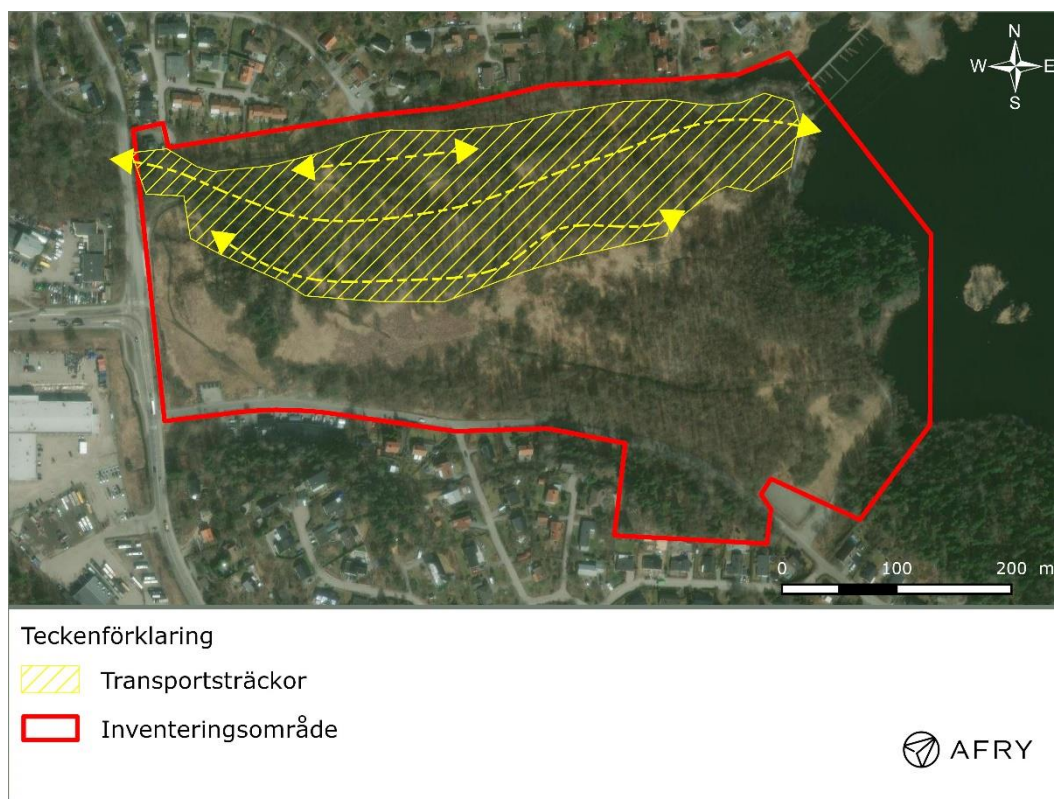 N
W E
S
0 100 200 m
Teckenförklaring
Transportsträckor
Inventeringsområde
AFRY